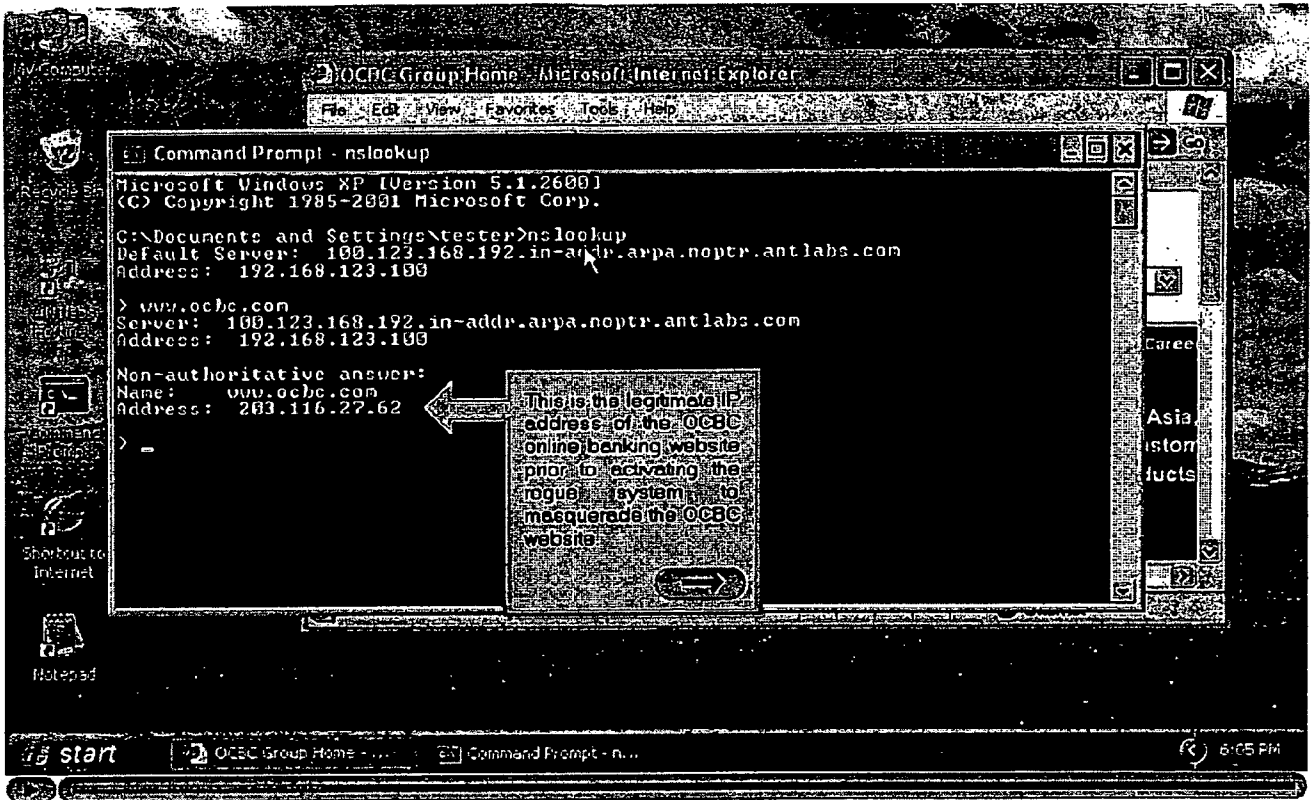 My Computer
OCBC Group Home - Microsoft Internet Explorer
File Edit View Favorites Tools Help
Command Prompt - nslookup
Recycle Bin
Microsoft Windows XP [Version 5.1.2600]
(C) Copyright 1985-2001 Microsoft Corp.
C:\Documents and Settings\tester>nslookup
Default Server: 100.123.168.192.in-addr.arpa.noptr.antlabs.com
Address: 192.168.123.100
> www.ocbc.com
Server: 100.123.168.192.in-addr.arpa.noptr.antlabs.com
Address: 192.168.123.100
Non-authoritative answer:
Name: www.ocbc.com
Address: 203.116.27.62
> _
This is the legitimate IP
address of the OCBC
online banking website
prior to activating the
rogue system to
masquerade the OCBC
website
Caree
Asia,
istom
ducts
Command
Prompt
Shortcut to
Internet
Notepad
start
OCBC Group Home - ...
Command Prompt - n...
6:05 PM